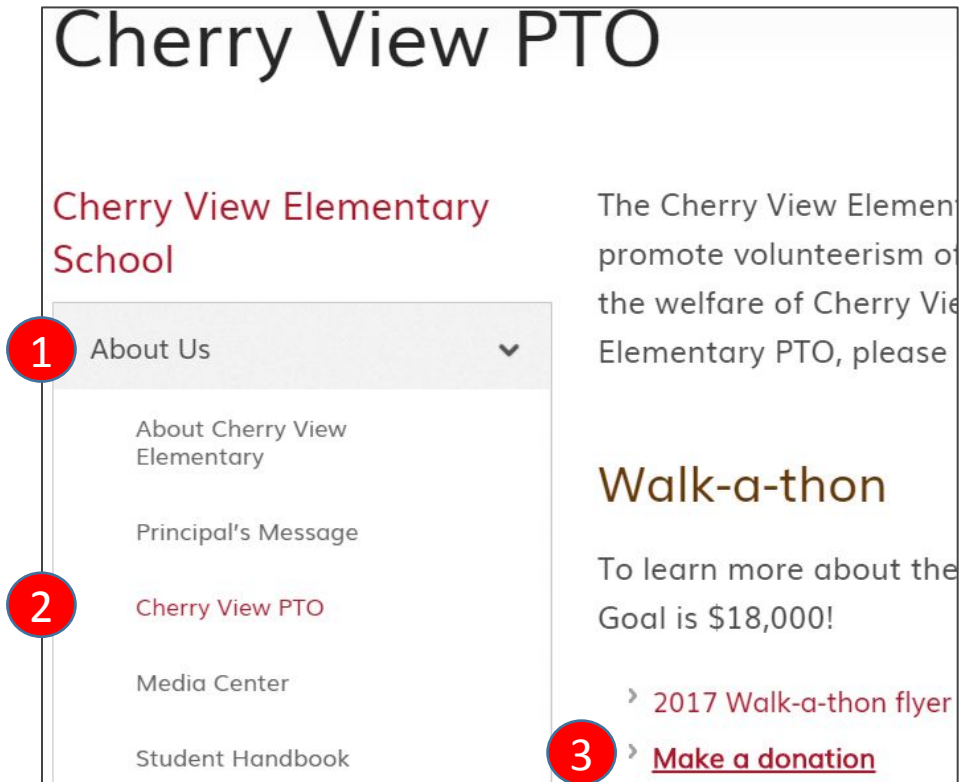 Cherry View PTO
Cherry View Elementary
School
1
About Us
About Cherry View
Elementary
Principal's Message
2
Cherry View PTO
Media Center
Student Handbook
The Cherry View Elemen
promote volunteerism
the welfare of Cherry
Elementary PTO, please
Walk-a-thon
To learn more about the
Goal is $18,000!
2017 Walk-a-thon flyer
3
Make a donation